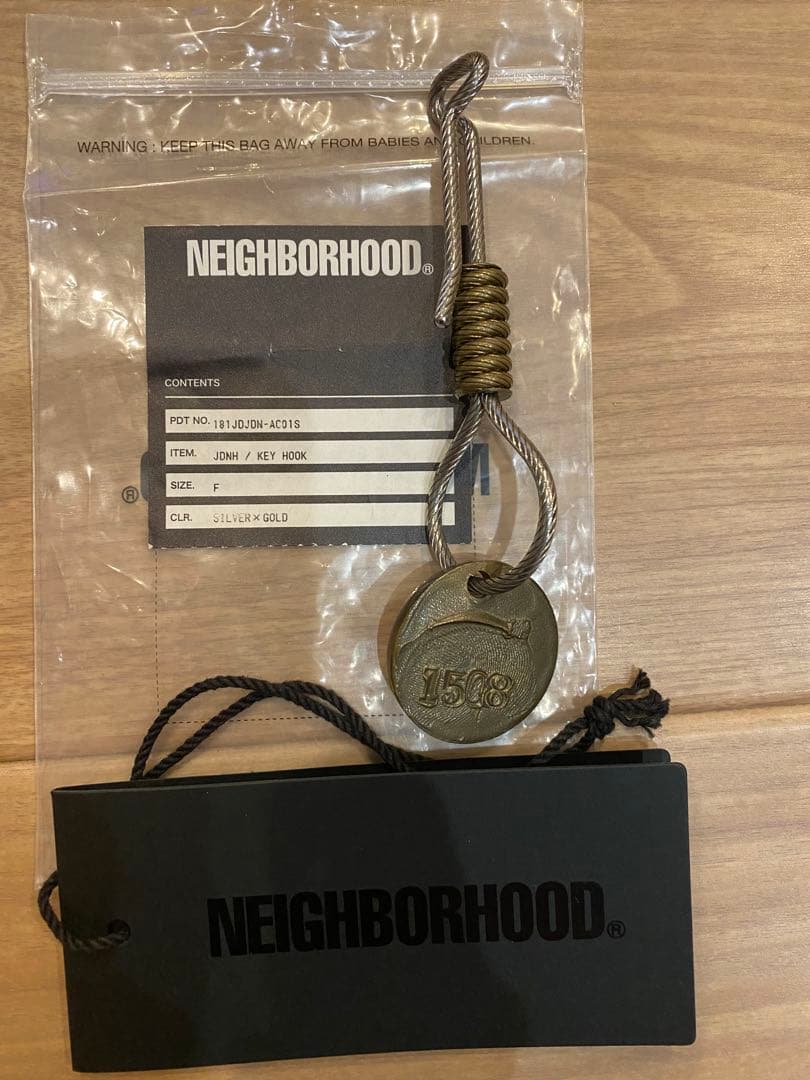 WARNING : KEEP THIS BAG AWAY FROM BABIES AND CHILDREN.
NEIGHBORHOOD®
CONTENTS
PDT NO. 181JDJDN-AC01S
ITEM. JDNH / KEY HOOK
SIZE. F
CLR. SILVER×GOLD
®
1508
NEIGHBORHOOD®